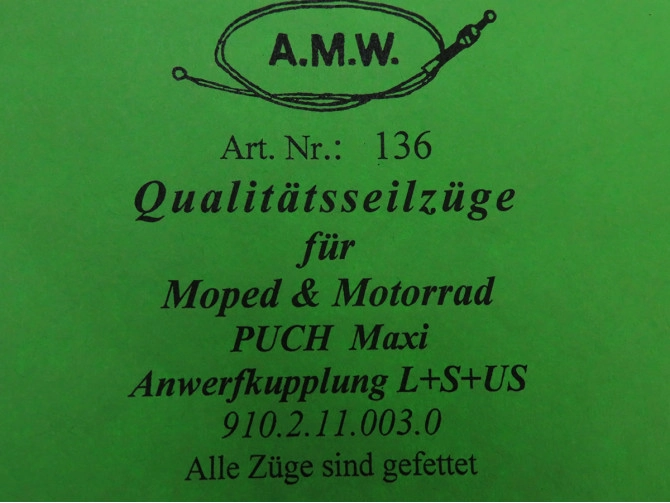 A.M.W.
Art. Nr.: 136
Qualitätsseilzüge
für
Moped & Motorrad
PUCH Maxi
Anwerfkupplung L+S+US
910.2.11.003.0
Alle Züge sind gefettet